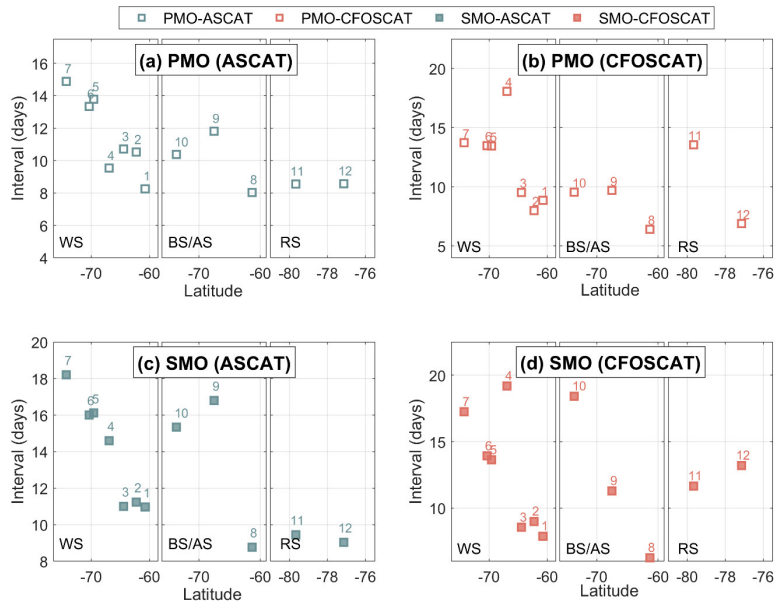 PMO-ASCAT PMO-CFOSCAT SMO-ASCAT SMO-CFOSCAT
(a) PMO (ASCAT)
Interval (days)
16
14
12
10
8
6
4
7
5
6
3
2
4
1
WS
10
9
8
BS/AS
11
12
RS
-70 -60 -70 -60 -80 -78 -76
Latitude
(b) PMO (CFOSCAT)
Interval (days)
20
15
10
5
4
7
6
5
3
1
2
WS
10
9
8
BS/AS
11
12
RS
-70 -60 -70 -60 -80 -78 -76
Latitude
(c) SMO (ASCAT)
Interval (days)
20
18
16
14
12
10
8
7
6
5
4
3
2
1
WS
10
9
8
BS/AS
11
12
RS
-70 -60 -70 -60 -80 -78 -76
Latitude
(d) SMO (CFOSCAT)
Interval (days)
20
15
10
4
7
6
5
3
2
1
WS
10
9
8
BS/AS
12
11
RS
-70 -60 -70 -60 -80 -78 -76
Latitude